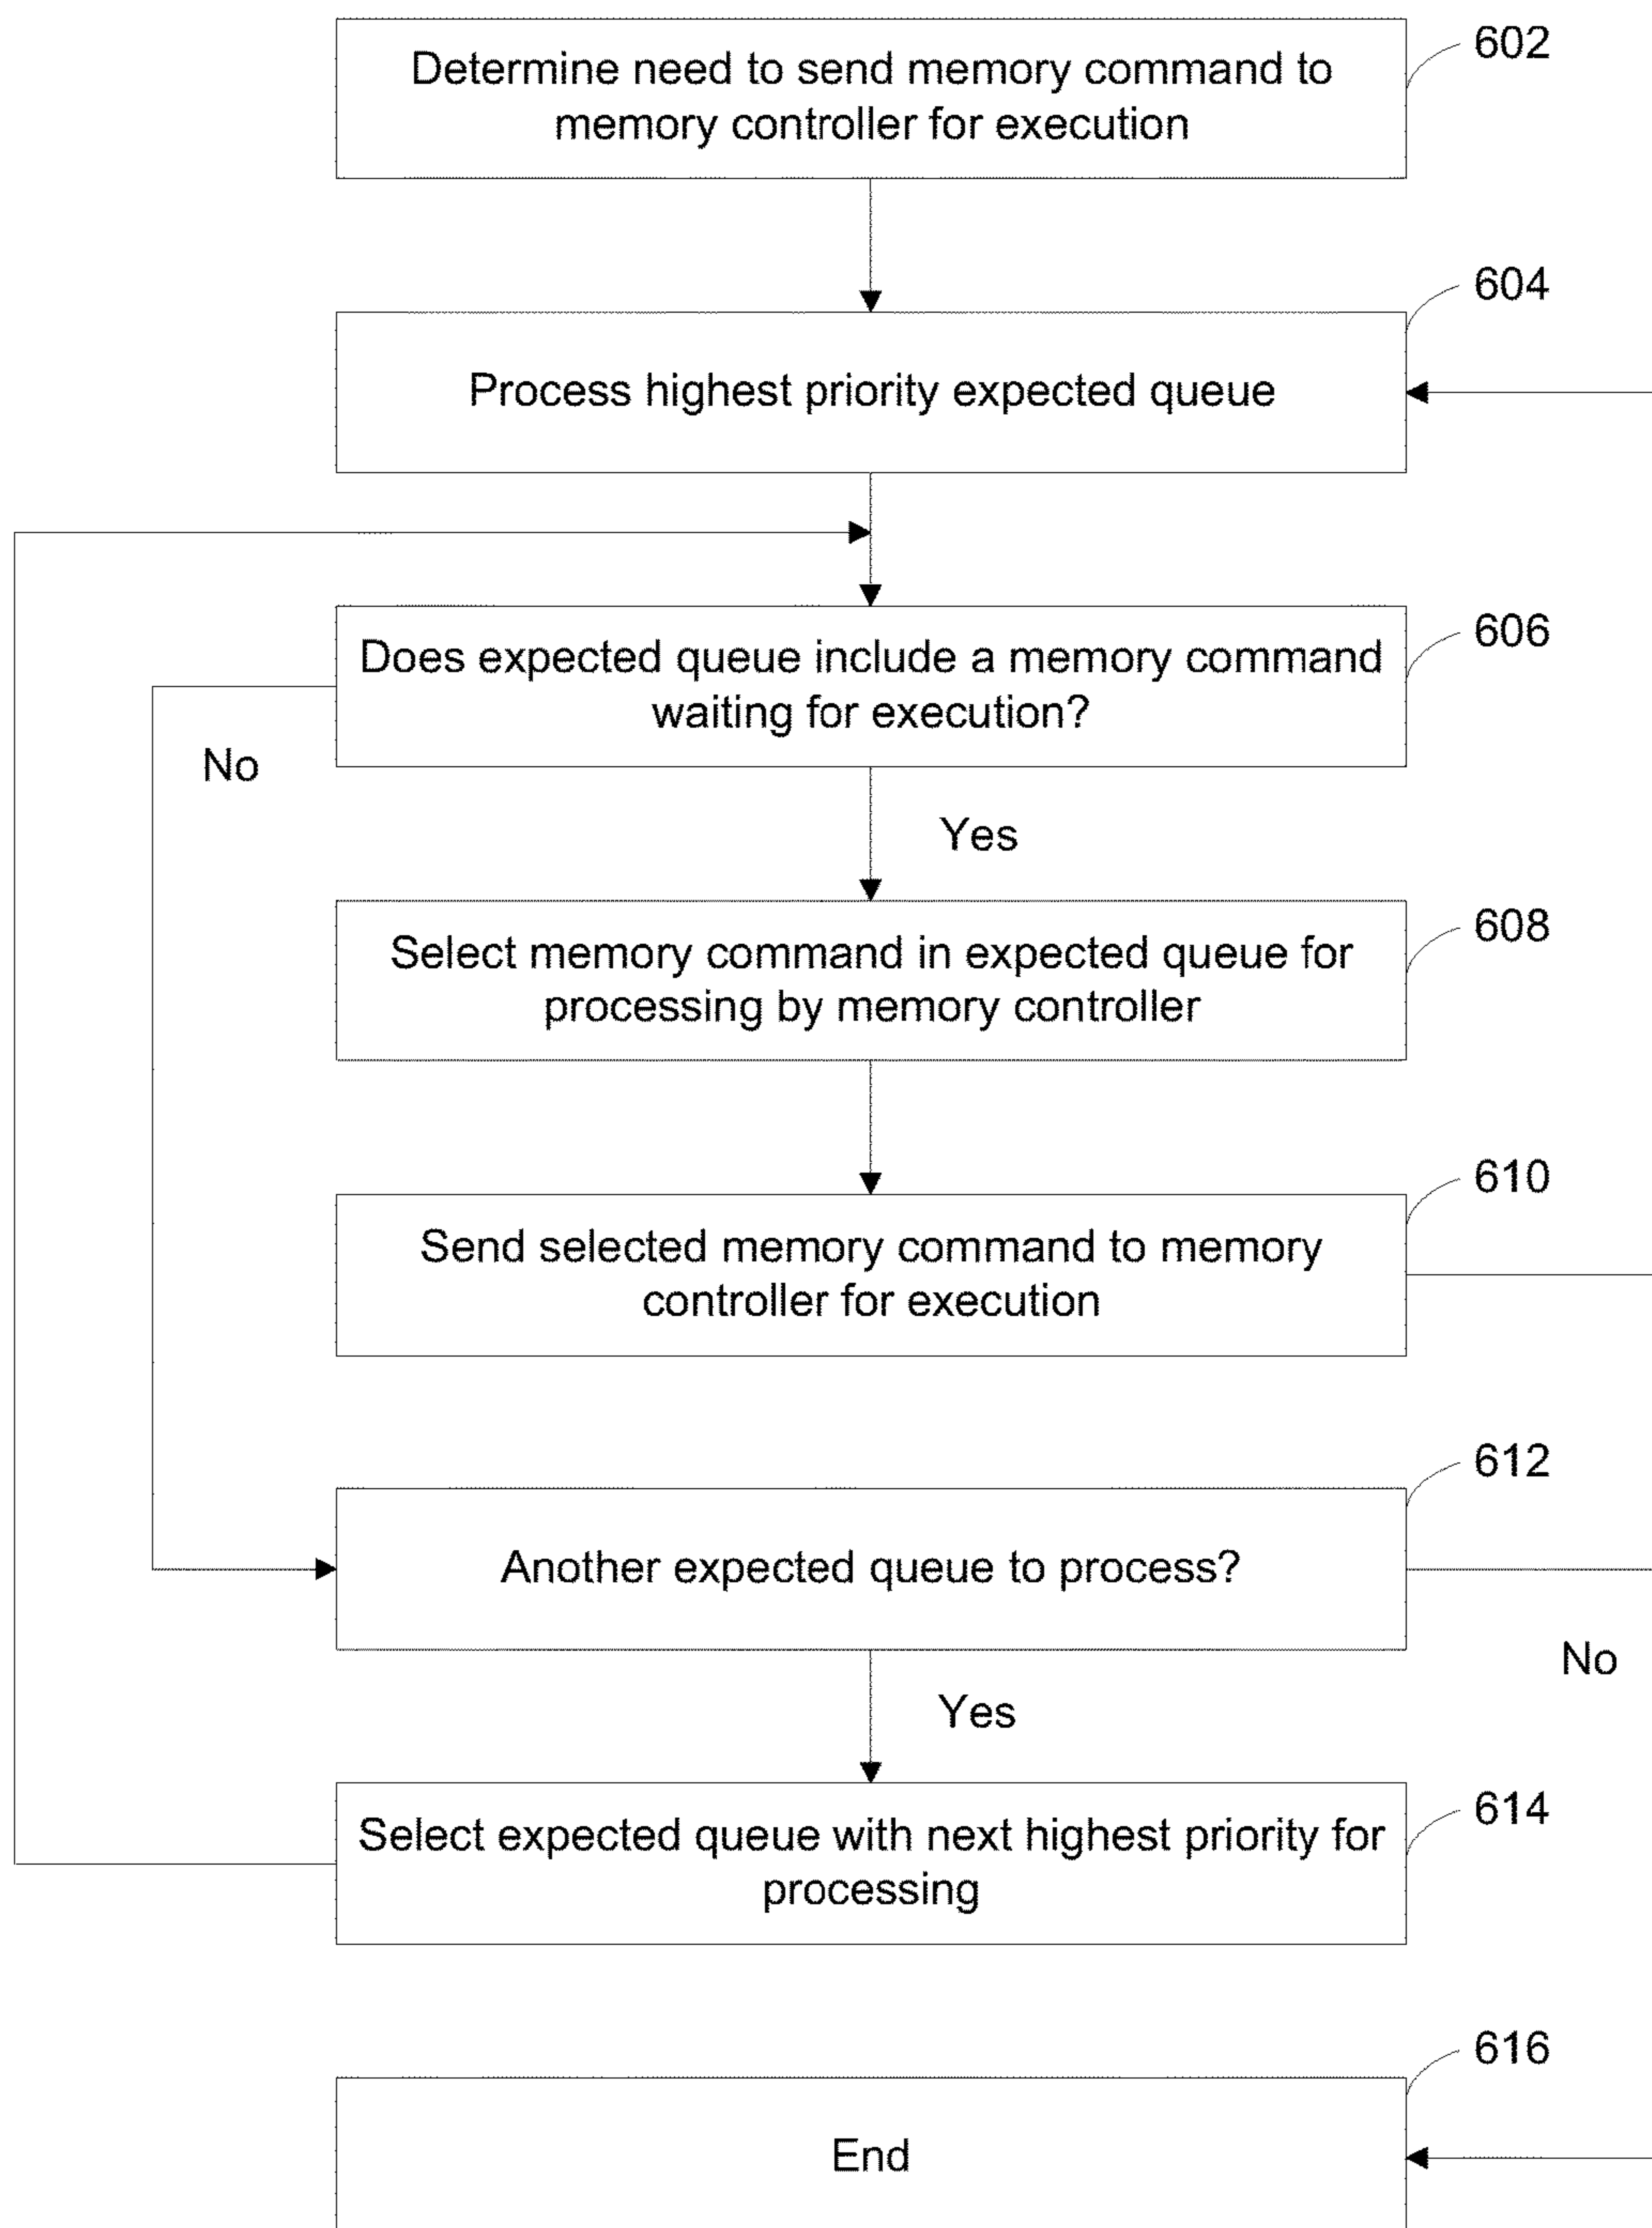 602
Determine need to send memory command to
memory controller for execution
604
Process highest priority expected queue
606
Does expected queue include a memory command
waiting for execution?
No
Yes
608
Select memory command in expected queue for
processing by memory controller
610
Send selected memory command to memory
controller for execution
612
Another expected queue to process?
No
Yes
614
Select expected queue with next highest priority for
processing
616
End